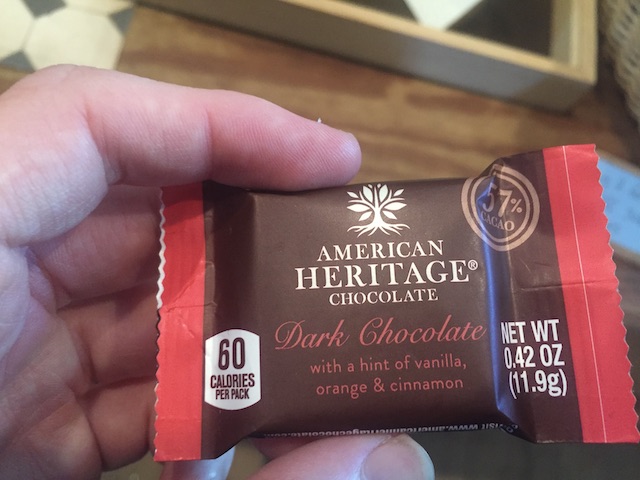 57%
CACAO
AMERICAN
HERITAGE®
CHOCOLATE
Dark Chocolate
with a hint of vanilla,
orange & cinnamon
60
CALORIES
PER PACK
NET WT
0.42 OZ
(11.9g)